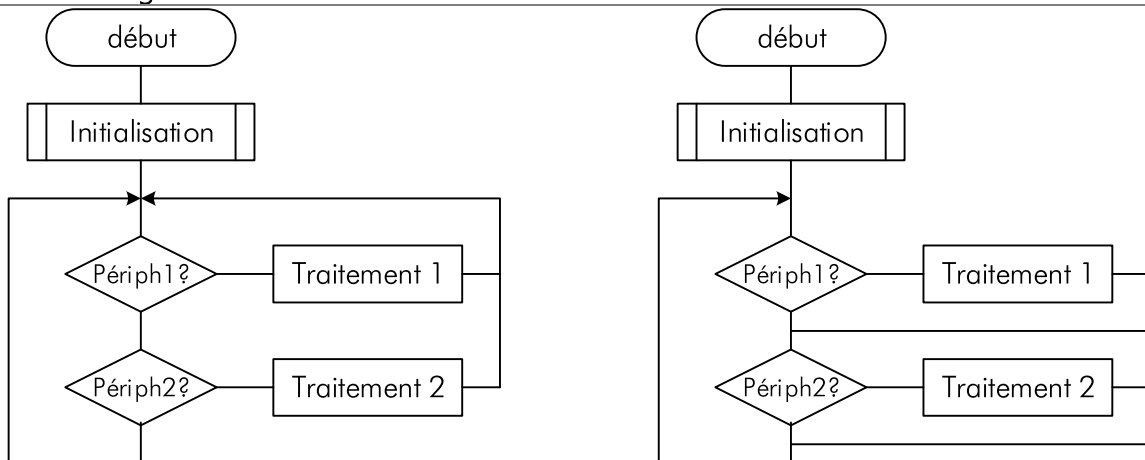 début
Initialisation
Périph1?
Traitement 1
Périph2?
Traitement 2
début
Initialisation
Périph1?
Traitement 1
Périph2?
Traitement 2